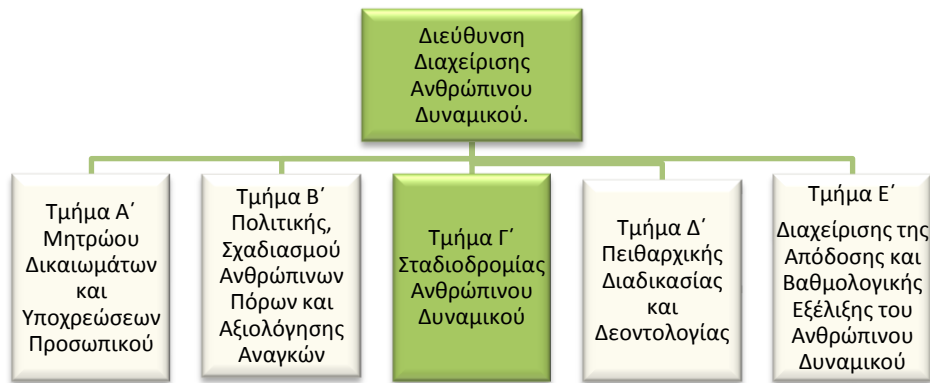 Διεύθυνση
Διαχείρισης
Ανθρώπινου
Δυναμικού.
Τμήμα Α΄
Μητρώου
Δικαιωμάτων
και
Υποχρεώσεων
Προσωπικού
Τμήμα Β΄
Πολιτικής,
Σχαδιασμού
Ανθρώπινων
Πόρων και
Αξιολόγησης
Αναγκών
Τμήμα Γ΄
Σταδιοδρομίας
Ανθρώπινου
Δυναμικού
Τμήμα Δ΄
Πειθαρχικής
Διαδικασίας
και
Δεοντολογίας
Τμήμα Ε΄
Διαχείρισης της
Απόδοσης και
Βαθμολογικής
Εξέλιξης του
Ανθρώπινου
Δυναμικού